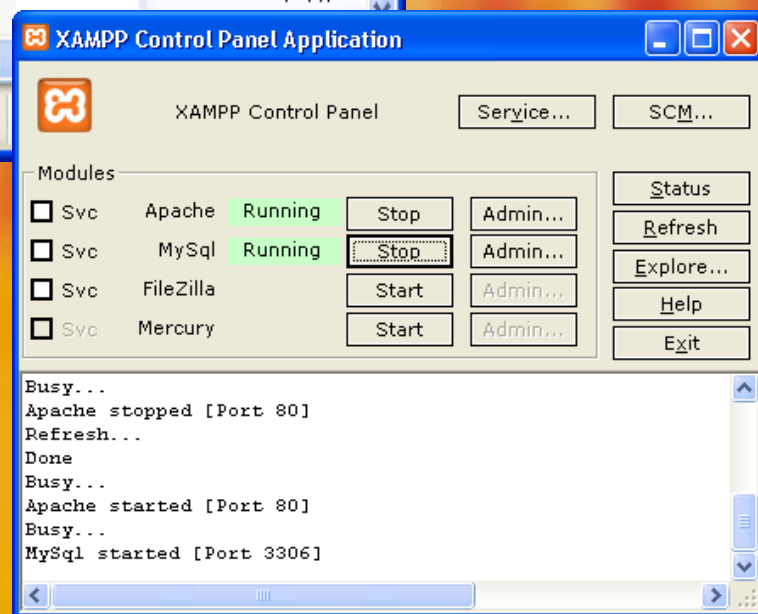 XAMPP Control Panel Application
XAMPP Control Panel Service... SCM...
Modules
Svc Apache Running Stop Admin...
Svc MySql Running Stop Admin...
Svc FileZilla Start Admin...
Svc Mercury Start Admin...
Status
Refresh
Explore...
Help
Exit
Busy...
Apache stopped [Port 80]
Refresh...
Done
Busy...
Apache started [Port 80]
Busy...
MySql started [Port 3306]